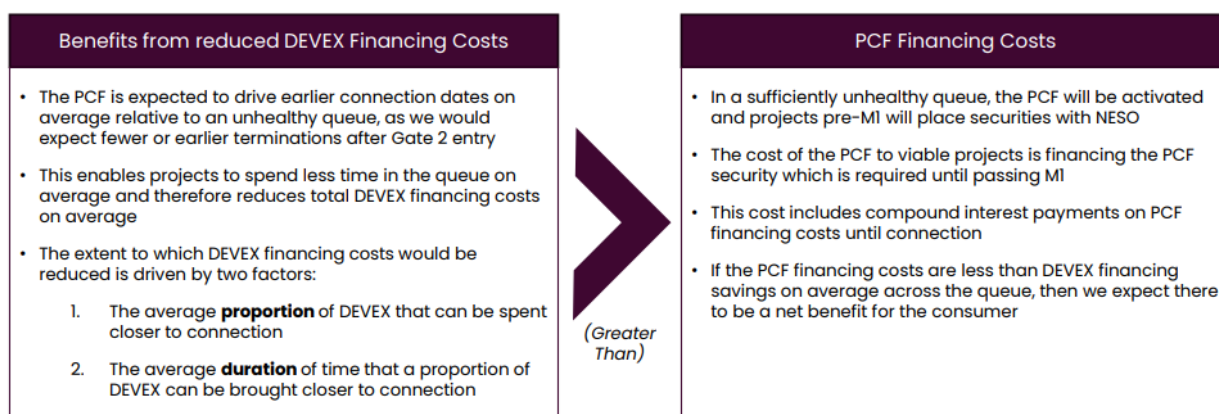 Benefits from reduced DEVEX Financing Costs
• The PCF is expected to drive earlier connection dates on
average relative to an unhealthy queue, as we would
expect fewer or earlier terminations after Gate 2 entry
• This enables projects to spend less time in the queue on
average and therefore reduces total DEVEX financing costs
on average
• The extent to which DEVEX financing costs would be
reduced is driven by two factors:
1. The average proportion of DEVEX that can be spent
closer to connection
2. The average duration of time that a proportion of
DEVEX can be brought closer to connection
(Greater
Than)
PCF Financing Costs
• In a sufficiently unhealthy queue, the PCF will be activated
and projects pre-M1 will place securities with NESO
• The cost of the PCF to viable projects is financing the PCF
security which is required until passing M1
• This cost includes compound interest payments on PCF
financing costs until connection
• If the PCF financing costs are less than DEVEX financing
savings on average across the queue, then we expect there
to be a net benefit for the consumer